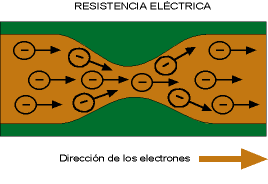 RESISTENCIA ELÉCTRICA
Dirección de los electrones